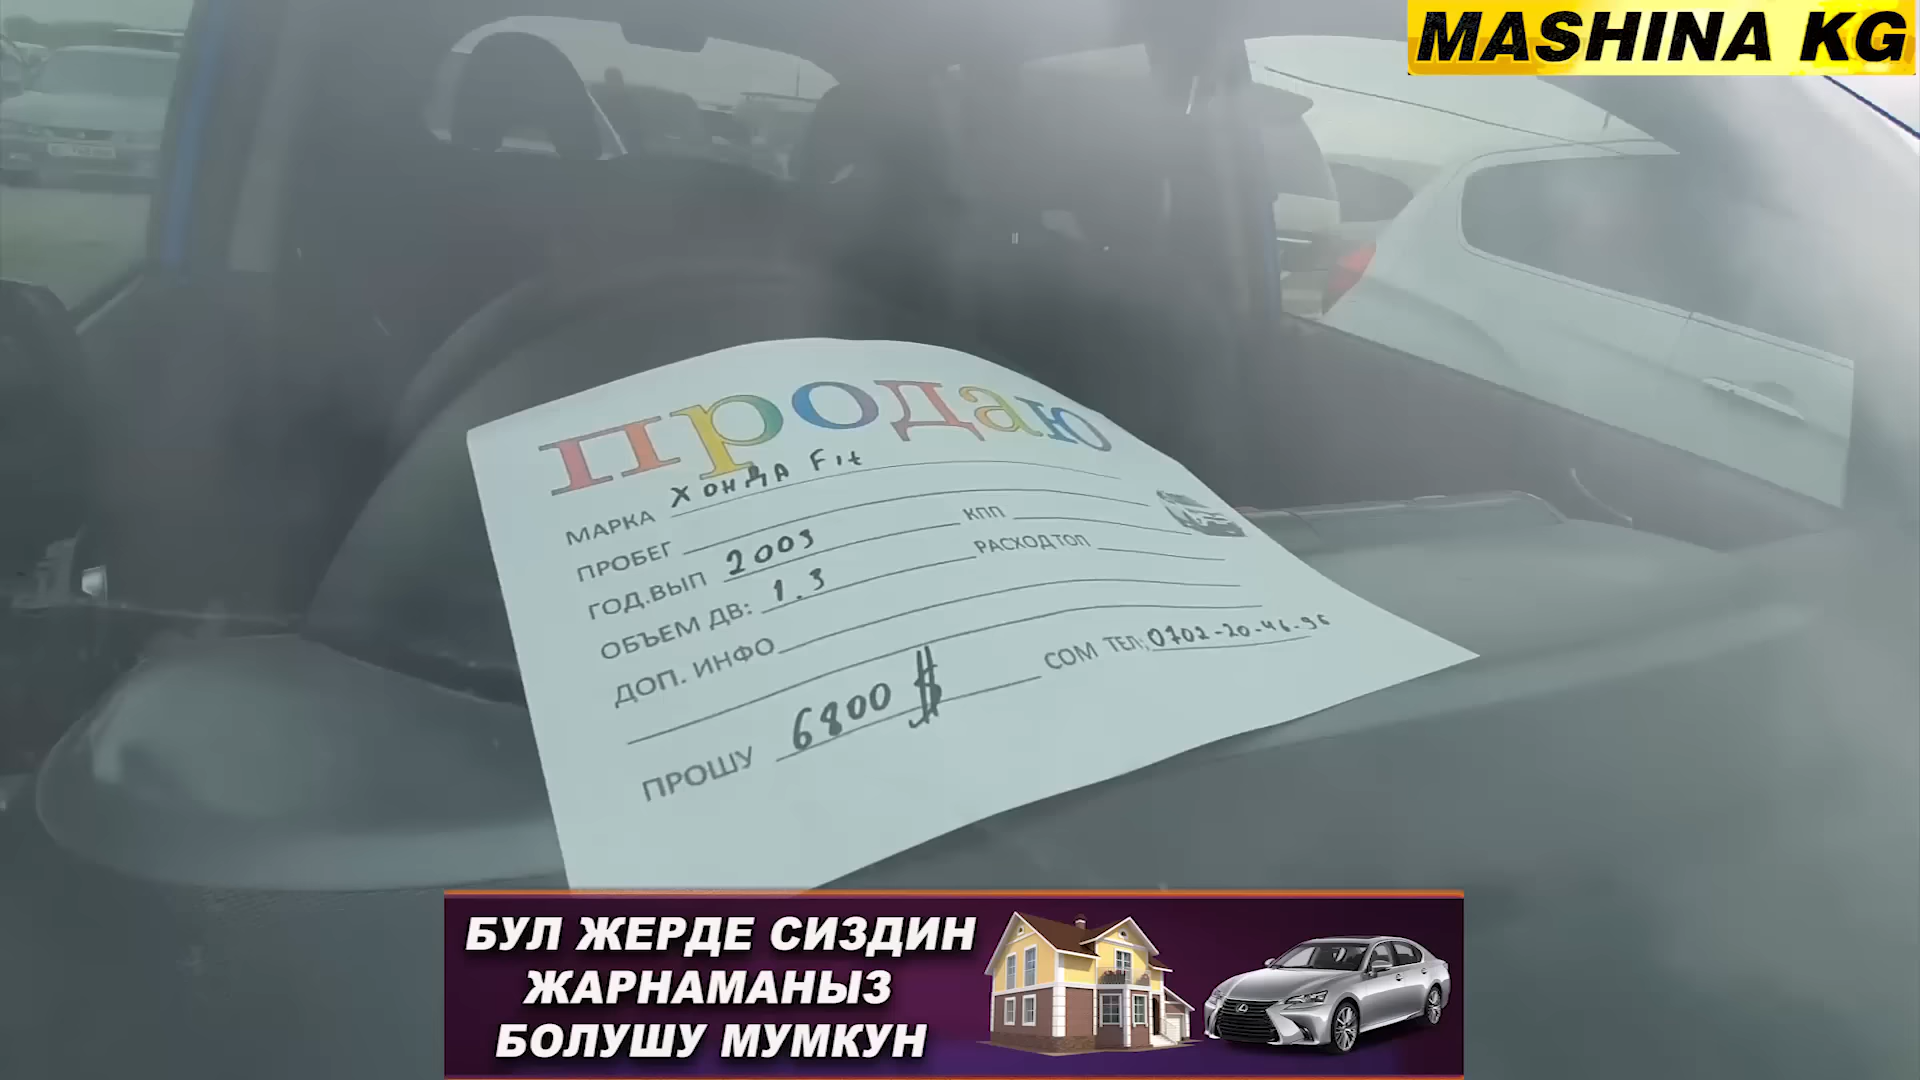 MASHINA KG
продаю
МАРКА ХОНДА Fit
ПРОБЕГ
ГОД.ВЫП 2003 КПП
ОБЪЕМ ДВ: 1.3 РАСХОД ТОП
ДОП. ИНФО
ПРОШУ 6800 $ СОМ ТЕЛ; 0702-20-46-96
БУЛ ЖЕРДЕ СИЗДИН
ЖАРНАМАНЫЗ
БОЛУШУ МУМКУН